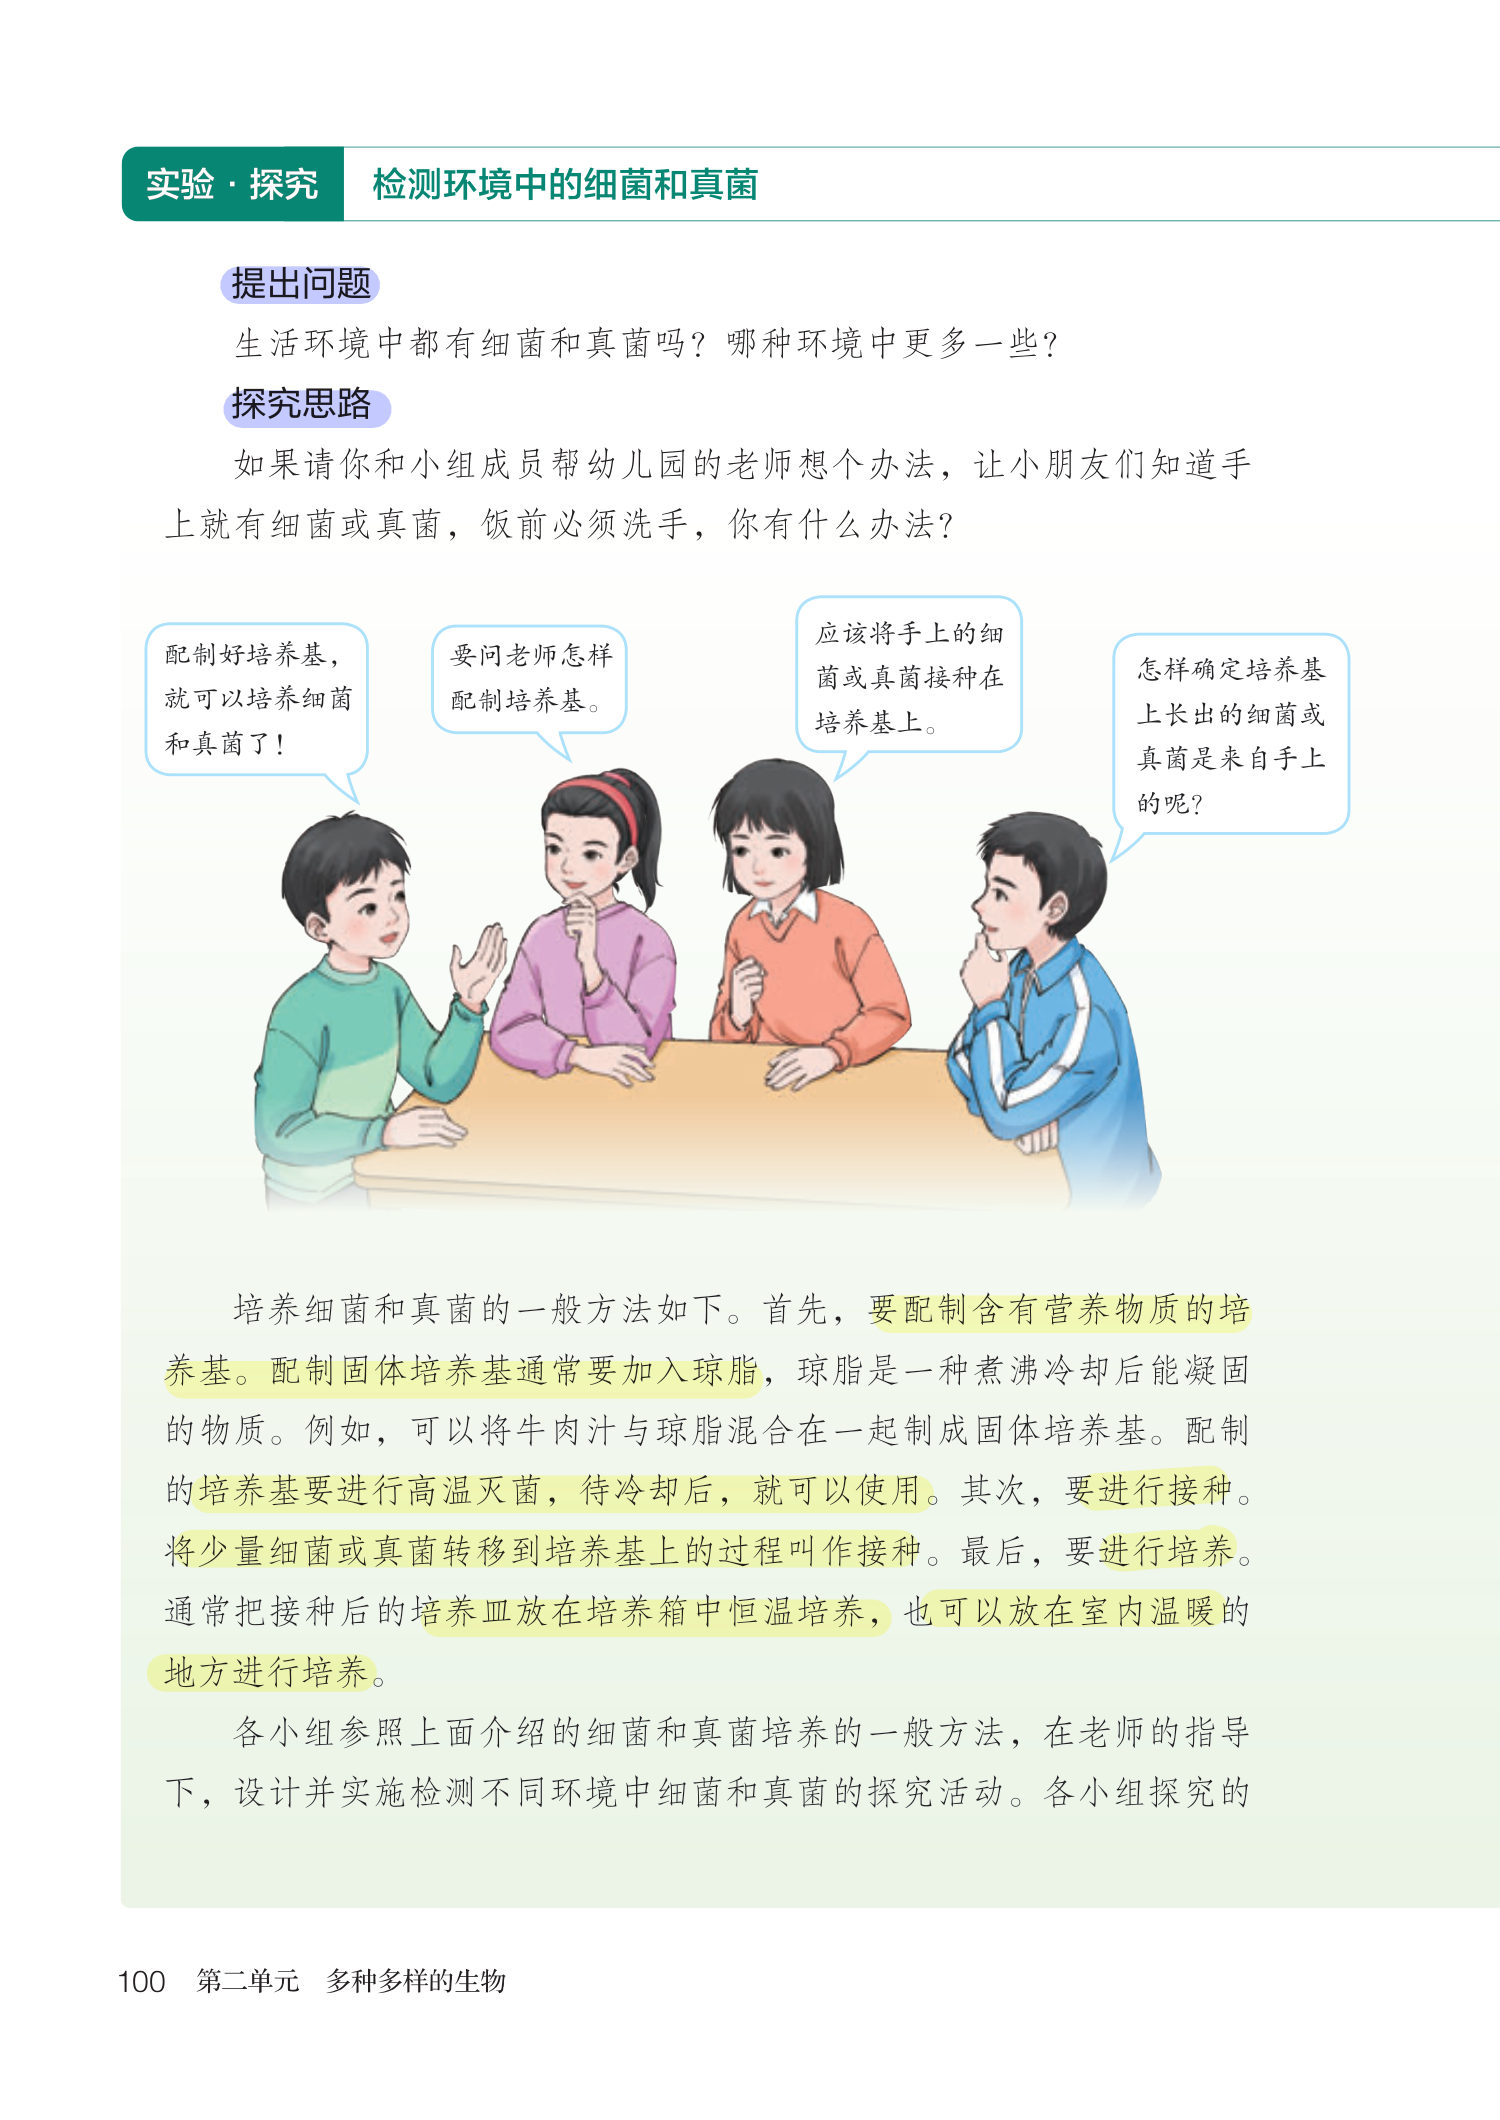 实验·探究 检测环境中的细菌和真菌
提出问题
生活环境中都有细菌和真菌吗？哪种环境中更多一些？
探究思路
如果请你和小组成员帮幼儿园的老师想个办法，让小朋友们知道手
上就有细菌或真菌，饭前必须洗手，你有什么办法？
配制好培养基，
就可以培养细菌
和真菌了！
要问老师怎样
配制培养基。
应该将手上的细
菌或真菌接种在
培养基上。
怎样确定培养基
上长出的细菌或
真菌是来自手上
的呢？
培养细菌和真菌的一般方法如下。首先，要配制含有营养物质的培
养基。配制固体培养基通常要加入琼脂，琼脂是一种煮沸冷却后能凝固
的物质。例如，可以将牛肉汁与琼脂混合在一起制成固体培养基。配制
的培养基要进行高温灭菌，待冷却后，就可以使用。其次，要进行接种。
将少量细菌或真菌转移到培养基上的过程叫作接种。最后，要进行培养。
通常把接种后的培养皿放在培养箱中恒温培养，也可以放在室内温暖的
地方进行培养。
各小组参照上面介绍的细菌和真菌培养的一般方法，在老师的指导
下，设计并实施检测不同环境中细菌和真菌的探究活动。各小组探究的
100 第二单元 多种多样的生物